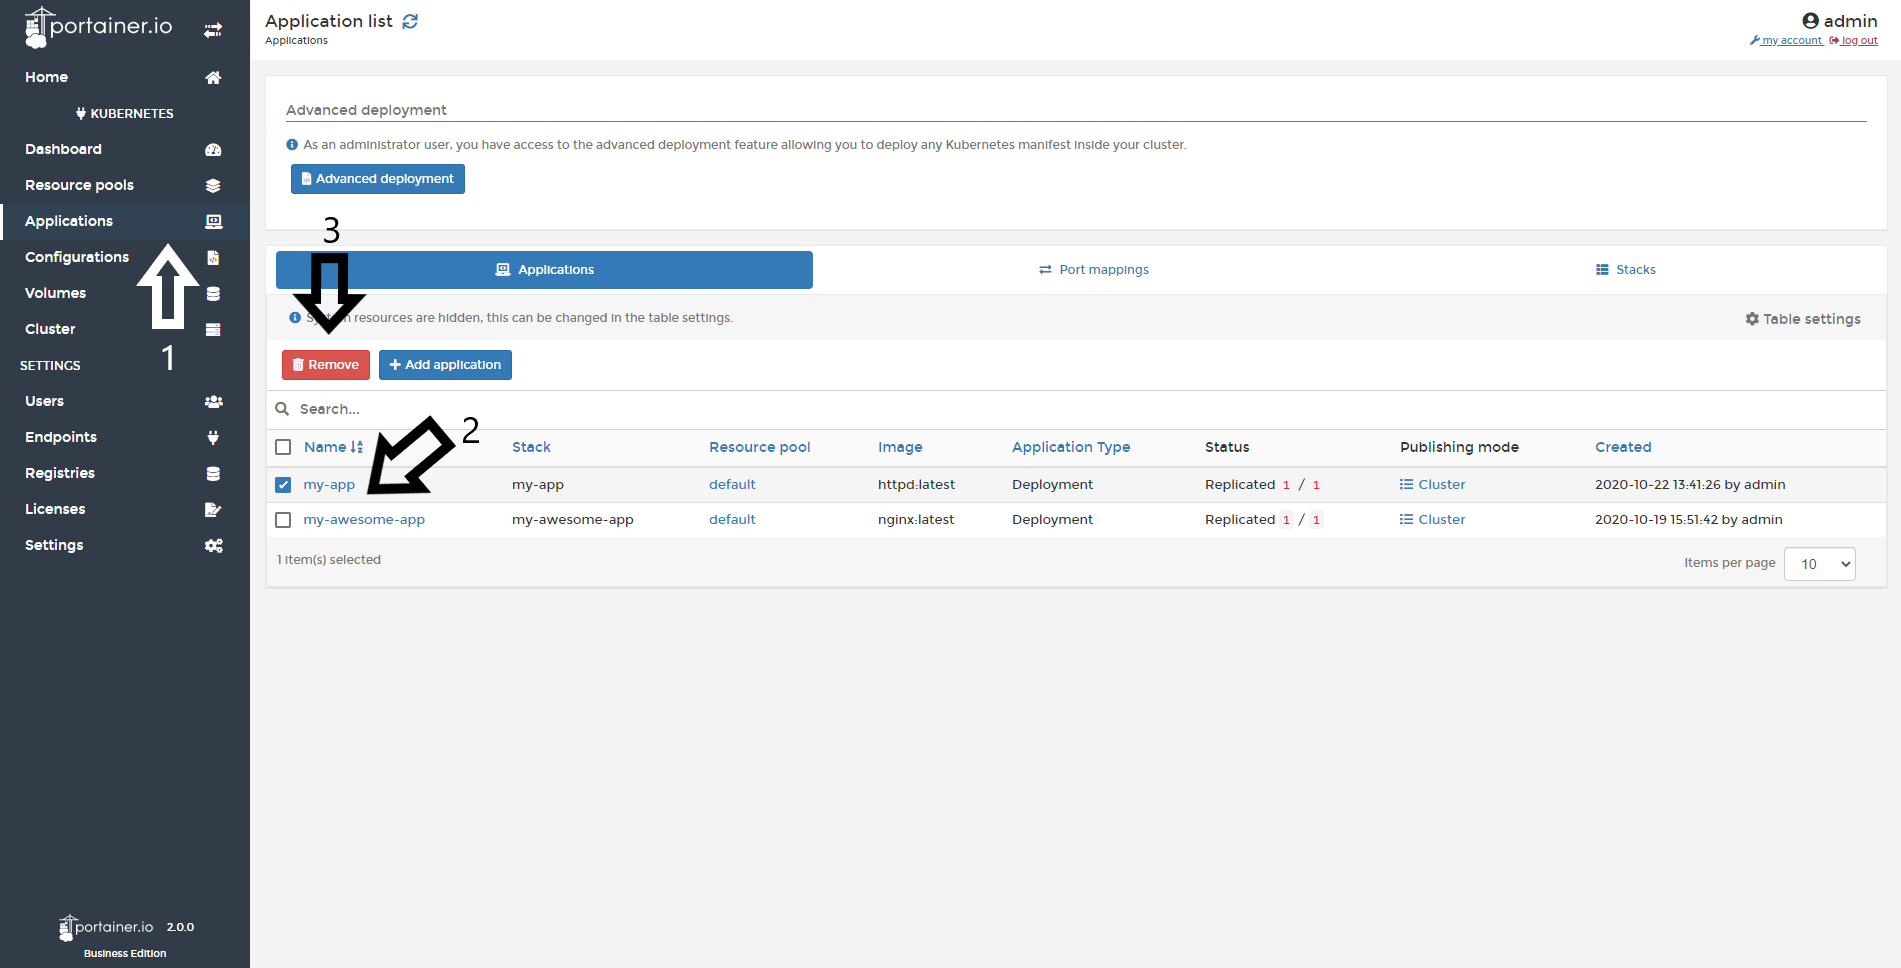 portainer.io
Home
KUBERNETES
Dashboard
Resource pools
Applications
Configurations
Volumes
Cluster
1
SETTINGS
Users
Endpoints
Registries
Licenses
Settings
portainer.io 2.0.0
Business Edition
Application list
Applications
admin
my account log out
Advanced deployment
As an administrator user, you have access to the advanced deployment feature allowing you to deploy any Kubernetes manifest inside your cluster.
Advanced deployment
3
Applications Port mappings Stacks
System resources are hidden, this can be changed in the table settings.
Table settings
Remove Add application
Search...
2
Name Stack Resource pool Image Application Type Status Publishing mode Created
my-app my-app default httpd:latest Deployment Replicated 1 / 1 Cluster 2020-10-22 13:41:26 by admin
my-awesome-app my-awesome-app default nginx:latest Deployment Replicated 1 / 1 Cluster 2020-10-19 15:51:42 by admin
1 item(s) selected
Items per page 10